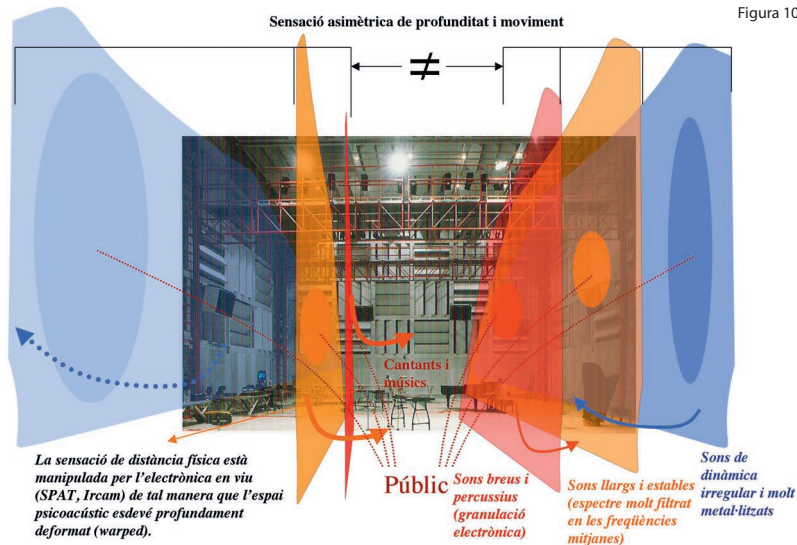 Figura 10
Sensació asimètrica de profunditat i moviment
≠
Cantants i
músics
La sensació de distància física està
manipulada per l'electrònica en viu
(SPAT, Ircam) de tal manera que l'espai
psicoacústic esdevé profundament
deformat (warped).
Públic
Sons breus i
percussius
(granulació
electrònica)
Sons llargs i estables
(espectre molt filtrat
en les freqüències
mitjanes)
Sons de
dinàmica
irregular i molt
metal·litzats